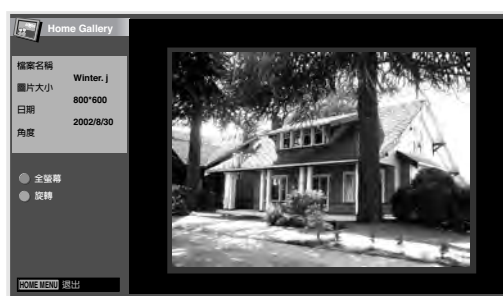 Home Gallery
檔案名稱
Winter. j
圖片大小
800*600
日期
2002/8/30
角度
全螢幕
旋轉
HOME MENU 退出